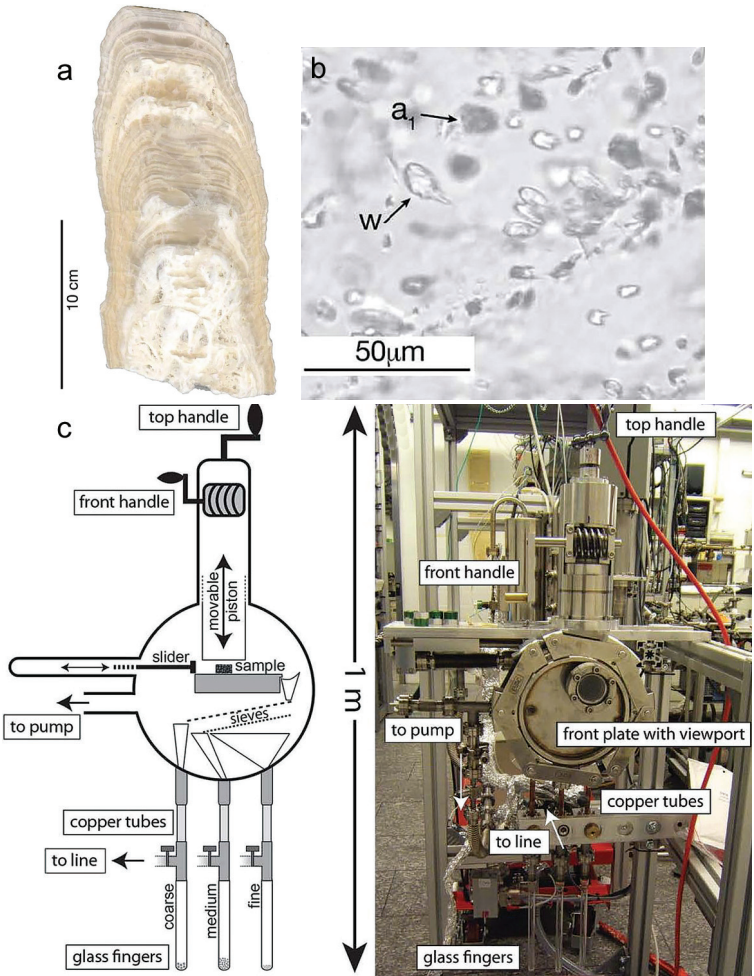 a
10 cm
b
a1
w
50μm
c
top handle
front handle
movable
piston
slider
sample
sieves
to pump
copper tubes
to line
coarse
medium
fine
glass fingers
1 m
top handle
front handle
to pump
front plate with viewport
copper tubes
to line
glass fingers